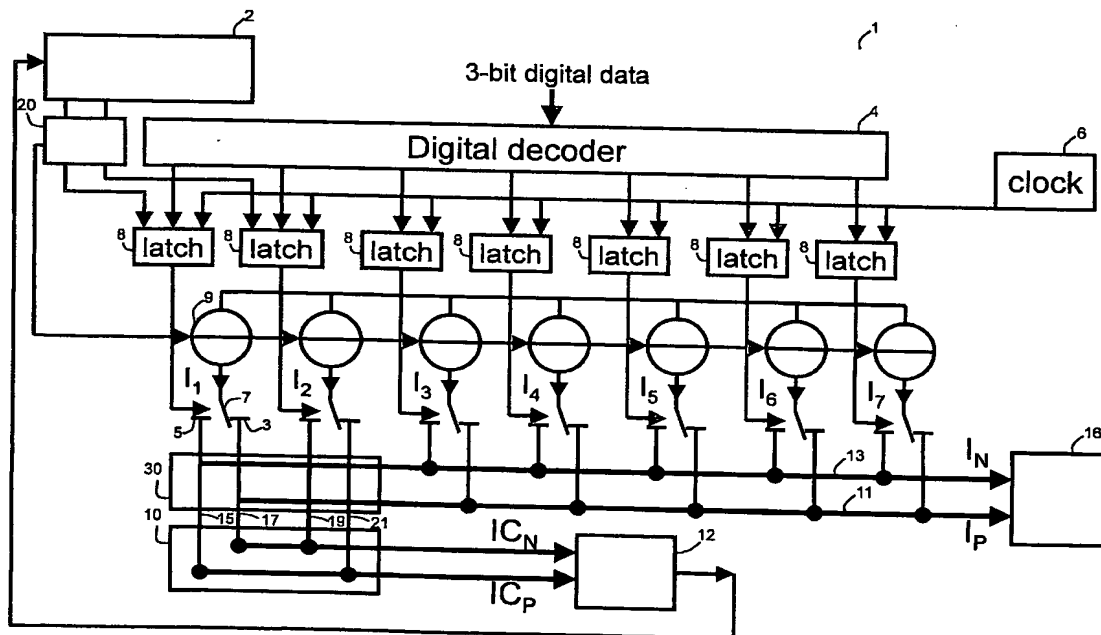 2
1
3-bit digital data
20
4
Digital decoder
6
clock
8 latch 8 latch 8 latch 8 latch 8 latch 8 latch 8 latch
9
I1 I2 I3 I4 I5 I6 I7
7
5 3
IN
16
13
30
11
IP
15 17 19 21
10
ICN
12
ICP